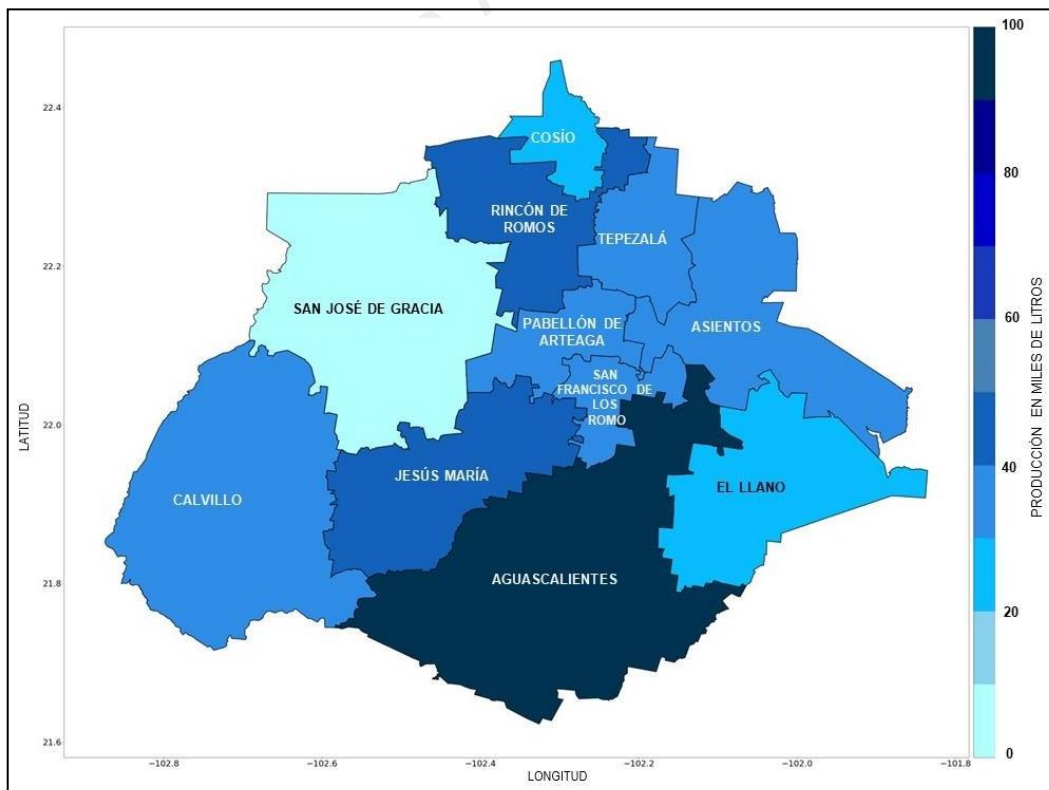 COSÍO
RINCÓN DE
ROMOS
TEPEZALÁ
SAN JOSÉ DE GRACIA
PABELLÓN DE
ARTEAGA
ASIENTOS
SAN
FRANCISCO DE
LOS
ROMO
JESÚS MARÍA
CALVILLO
EL LLANO
AGUASCALIENTES
LATITUD
22.4
22.2
22.0
21.8
21.6
−102.8
−102.6
−102.4
−102.2
−102.0
−101.8
LONGITUD
100
80
60
40
20
0
PRODUCCIÓN EN MILES DE LITROS